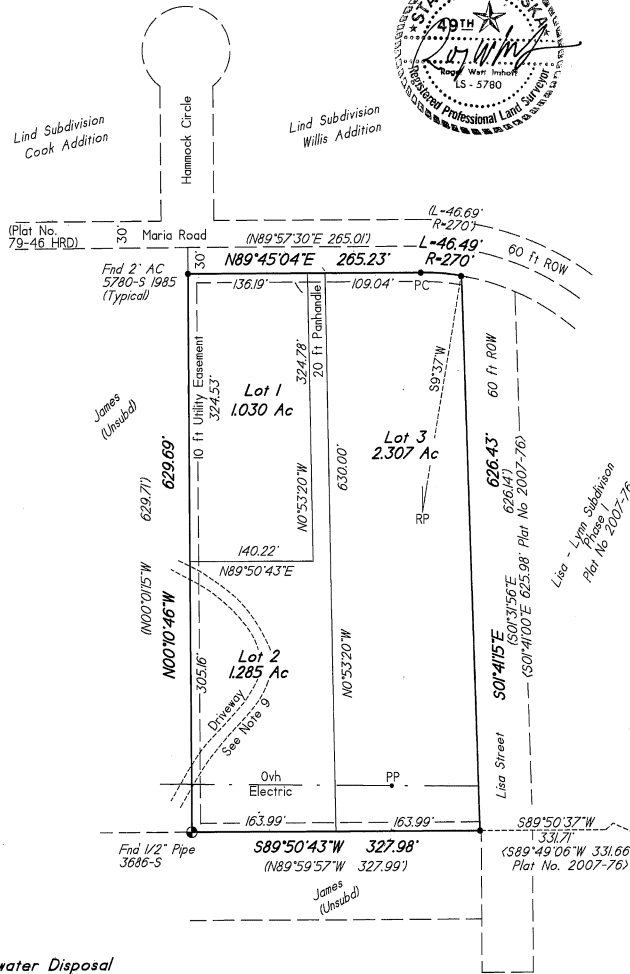 49TH
Roger Watt Imhoff
LS - 5780
Registered Professional Land Surveyor
Hammock Circle
Lind Subdivision
Cook Addition
Lind Subdivision
Willis Addition
(Plat No.
79-46 HRD)
30'
Maria Road
(N89°57'30"E 265.01')
(L=46.69'
R=270')
L=46.49'
R=270'
60 ft ROW
Fnd 2" AC
5780-S 1985
(Typical)
30'
N89°45'04"E 265.23'
136.19'
109.04'
PC
10 ft Utility Easement
324.53'
324.78'
20 ft Panhandle
S9°37'W
60 ft ROW
Lot 1
1.030 Ac
Lot 3
2.307 Ac
James
(Unsubd)
629.69'
(N00°01'15"W 629.71')
N00°10'46"W
N0°53'20"W
630.00'
RP
626.43'
626.14')
(S01°31'56"E
<S01°41'00"E 625.98' Plat No 2007-76>
S01°41'15"E
Lisa - Lynn Subdivison
Phase 1
Plat No 2007-76
140.22'
N89°50'43"E
305.16'
Lot 2
1.285 Ac
N0°53'20"W
Driveway
See Note 9
Lisa Street
Ovh
Electric
PP
163.99'
163.99'
Fnd 1/2" Pipe
3686-S
S89°50'43"W 327.98'
(N89°59'57"W 327.99')
S89°50'37"W
331.71'
<S89°49'06"W 331.66
Plat No. 2007-76>
James
(Unsubd)
water Disposal